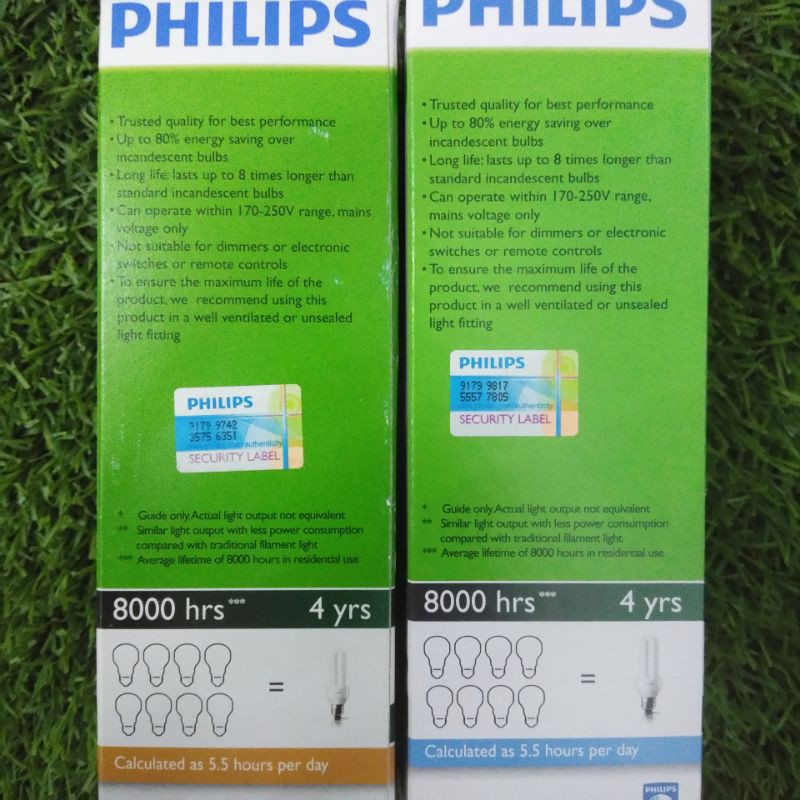 PHILIPS
• Trusted quality for best performance
• Up to 80% energy saving over
incandescent bulbs
• Long life: lasts up to 8 times longer than
standard incandescent bulbs
• Can operate within 170-250V range, mains
voltage only
• Not suitable for dimmers or electronic
switches or remote controls
• To ensure the maximum life of the
product, we recommend using this
product in a well ventilated or unsealed
light fitting
PHILIPS
9179 9742
3575 6351
SECURITY LABEL
* Guide only. Actual light output not equivalent
** Similar light output with less power consumption
compared with traditional filament light
*** Average lifetime of 8000 hours in residential use
8000 hrs*** 4 yrs
=
Calculated as 5.5 hours per day
PHILIPS
• Trusted quality for best performance
• Up to 80% energy saving over
incandescent bulbs
• Long life: lasts up to 8 times longer than
standard incandescent bulbs
• Can operate within 170-250V range,
mains voltage only
• Not suitable for dimmers or electronic
switches or remote controls
• To ensure the maximum life of the
product, we recommend using this
product in a well ventilated or unsealed
light fitting
PHILIPS
9179 9817
5557 7805
SECURITY LABEL
* Guide only. Actual light output not equivalent
** Similar light output with less power consumption
compared with traditional filament light
*** Average lifetime of 8000 hours in residential use
8000 hrs*** 4 yrs
=
Calculated as 5.5 hours per day
PHILIPS